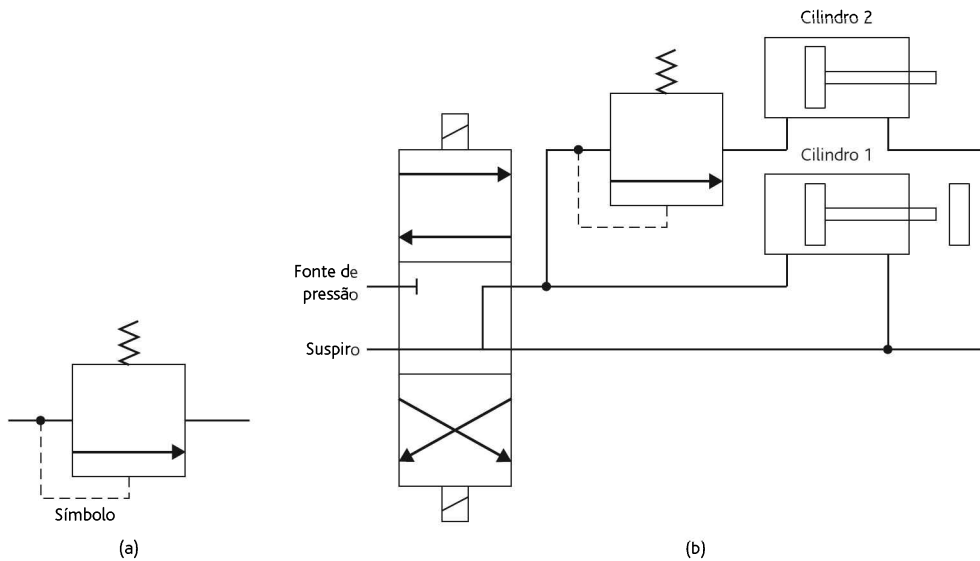 Cilindro 2
Cilindro 1
Fonte de
pressão
Suspiro
Símbolo
(a)
(b)